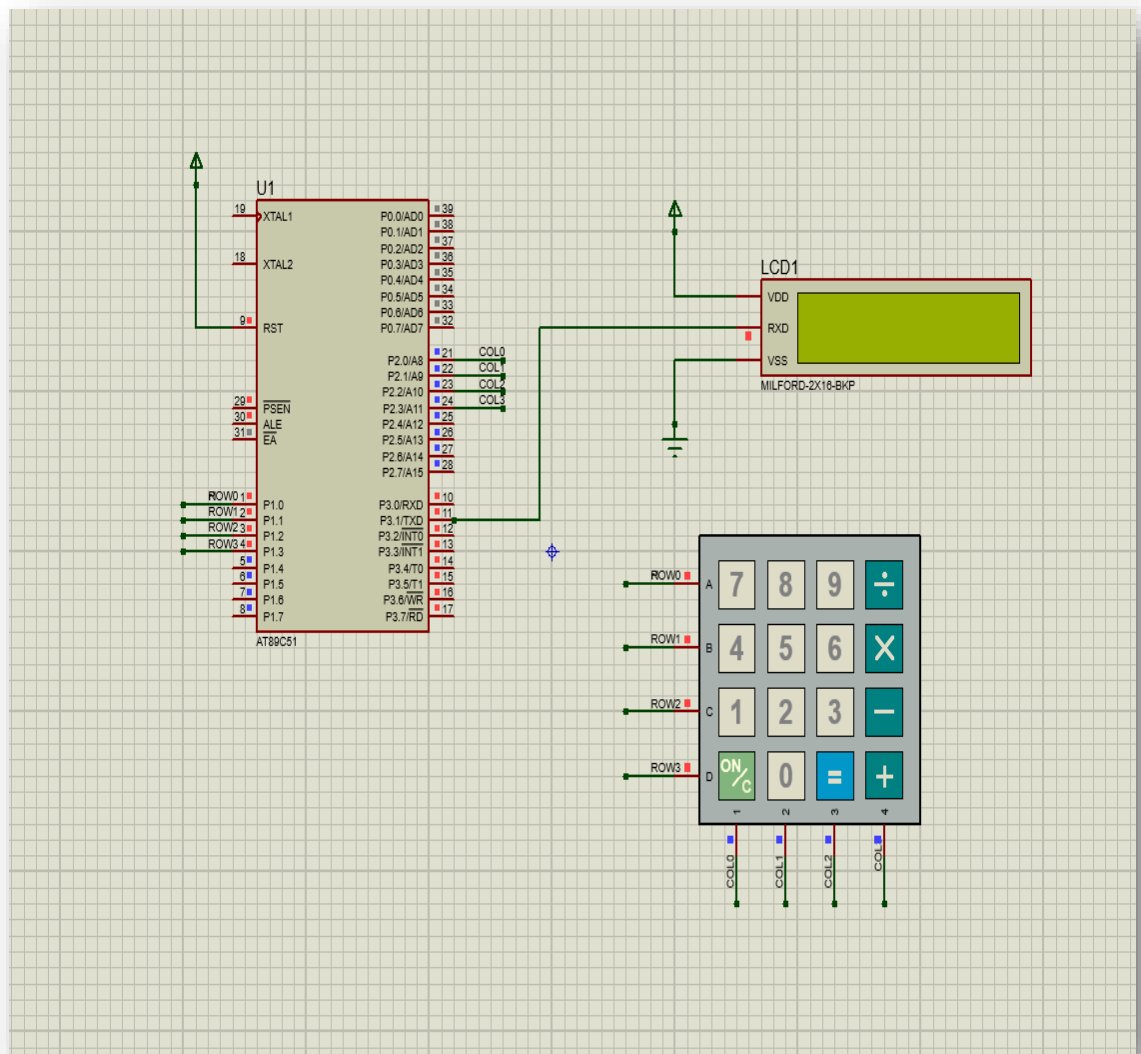 U1
19
XTAL1
18
XTAL2
9
RST
29
PSEN
30
ALE
31
EA
ROW0 1
P1.0
ROW1 2
P1.1
ROW2 3
P1.2
ROW3 4
P1.3
5
P1.4
6
P1.5
7
P1.6
8
P1.7
P0.0/AD0
39
P0.1/AD1
38
P0.2/AD2
37
P0.3/AD3
36
P0.4/AD4
35
P0.5/AD5
34
P0.6/AD6
33
P0.7/AD7
32
P2.0/A8
21
COL0
P2.1/A9
22
COL1
P2.2/A10
23
COL2
P2.3/A11
24
COL3
P2.4/A12
25
P2.5/A13
26
P2.6/A14
27
P2.7/A15
28
P3.0/RXD
10
P3.1/TXD
11
P3.2/INT0
12
P3.3/INT1
13
P3.4/T0
14
P3.5/T1
15
P3.6/WR
16
P3.7/RD
17
AT89C51
LCD1
VDD
RXD
VSS
MILFORD-2X16-BKP
ROW0
A
7 8 9 ÷
ROW1
B
4 5 6 ×
ROW2
C
1 2 3 −
ROW3
D
ON/C 0 = +
1 2 3 4
COL0
COL1
COL2
COL